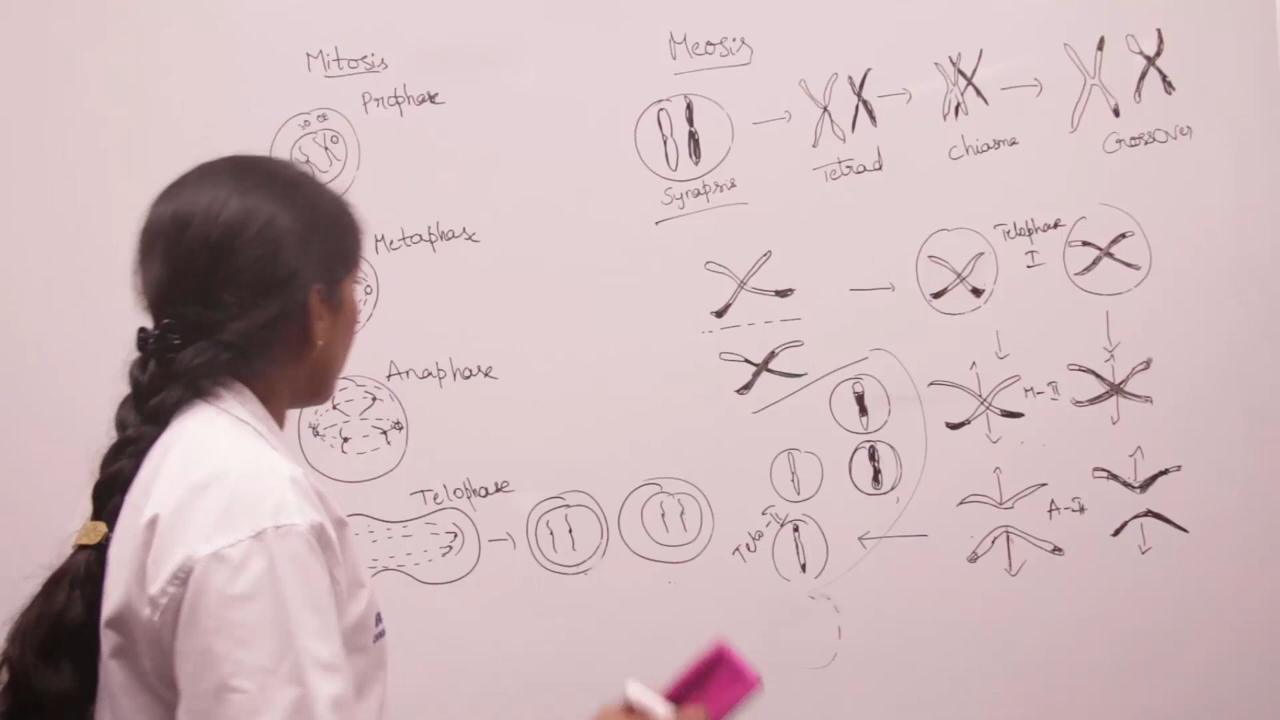 Mitosis
Prophase
Metaphase
Anaphase
Telophase
Meosis
Synapsis
Tetrad
Chiasma
Crossover
Telophase
I
M-II
A-II
Telo-II